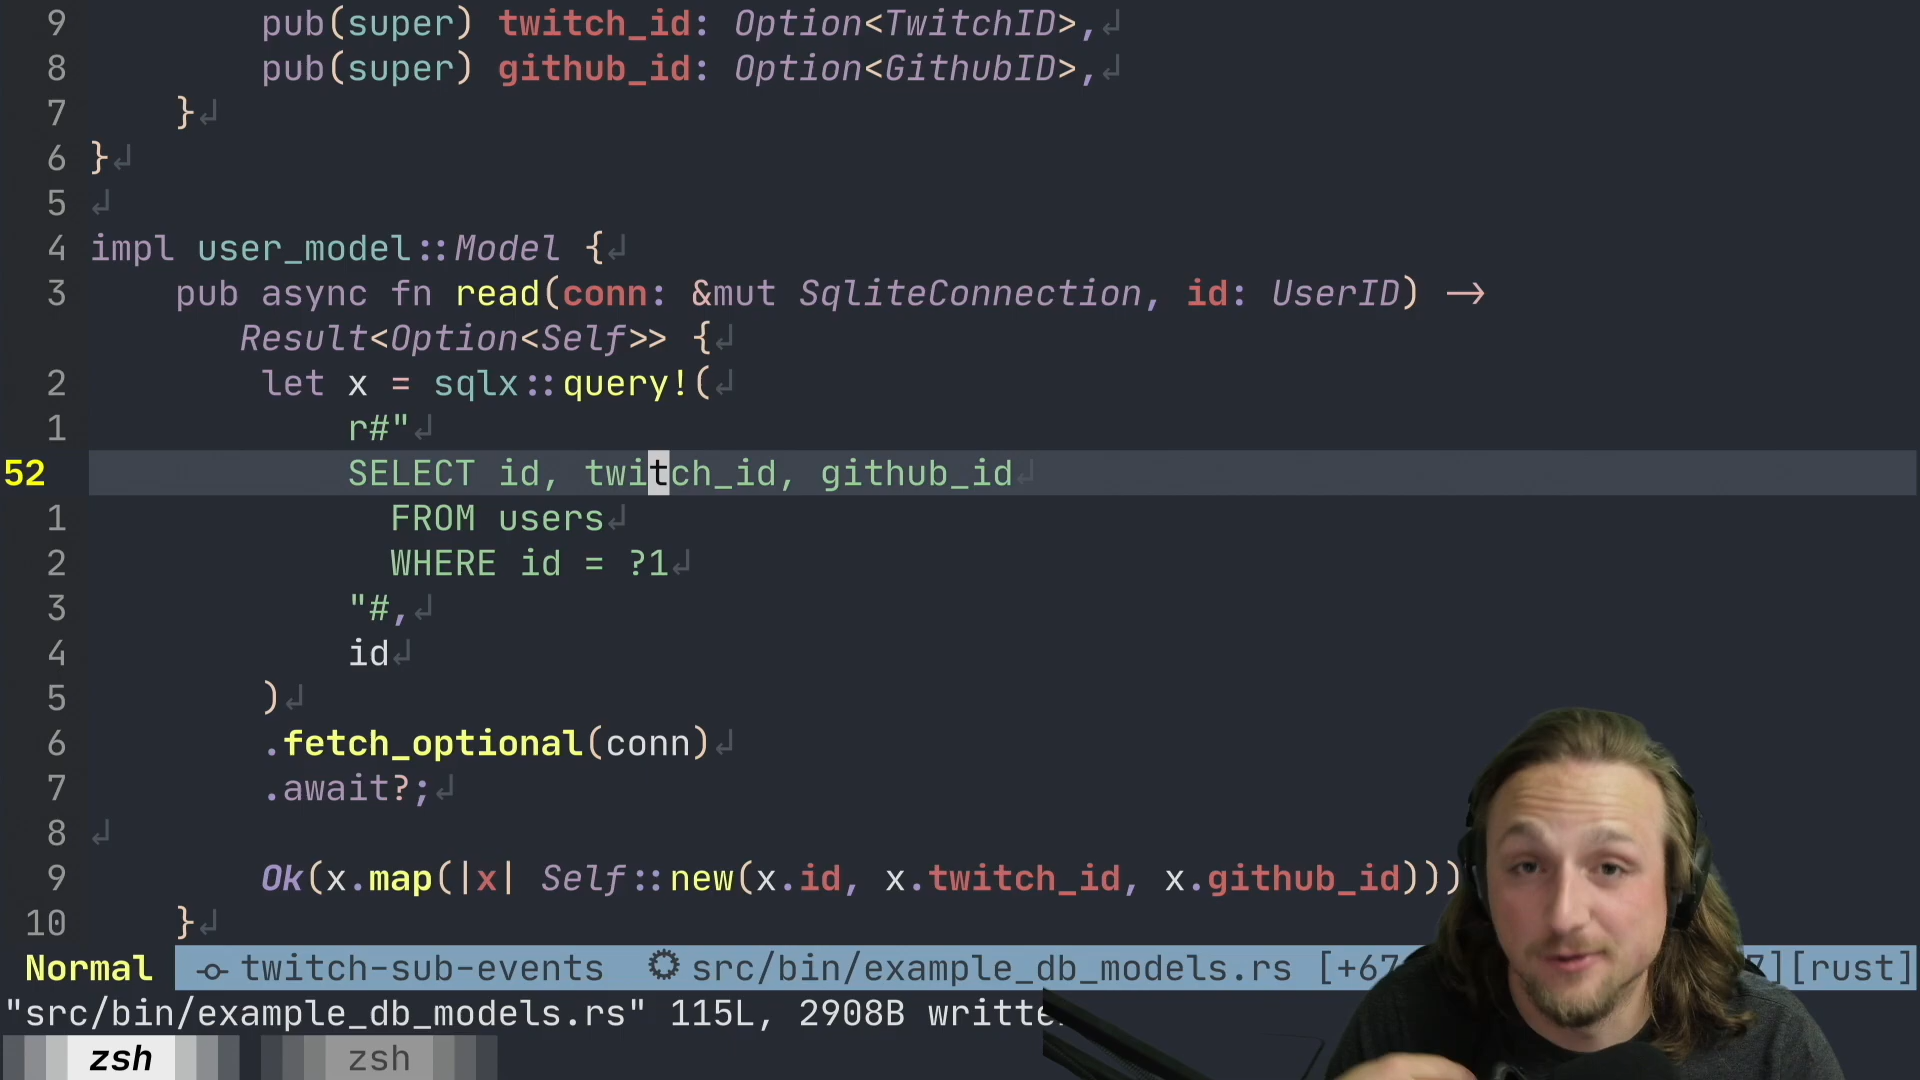 9 pub(super) twitch_id: Option<TwitchID>,↲
8 pub(super) github_id: Option<GithubID>,↲
7 }↲
6 }↲
5 ↲
4 impl user_model::Model {↲
3 pub async fn read(conn: &mut SqliteConnection, id: UserID) ->
Result<Option<Self>> {↲
2 let x = sqlx::query!(↲
1 r#"↲
52 SELECT id, twitch_id, github_id↲
1 FROM users↲
2 WHERE id = ?1↲
3 "#,↲
4 id↲
5 )↲
6 .fetch_optional(conn)↲
7 .await?;↲
8 ↲
9 Ok(x.map(|x| Self::new(x.id, x.twitch_id, x.github_id)))
10 }↲
Normal twitch-sub-events src/bin/example_db_models.rs [+67 7][rust]
"src/bin/example_db_models.rs" 115L, 2908B writte
zsh zsh